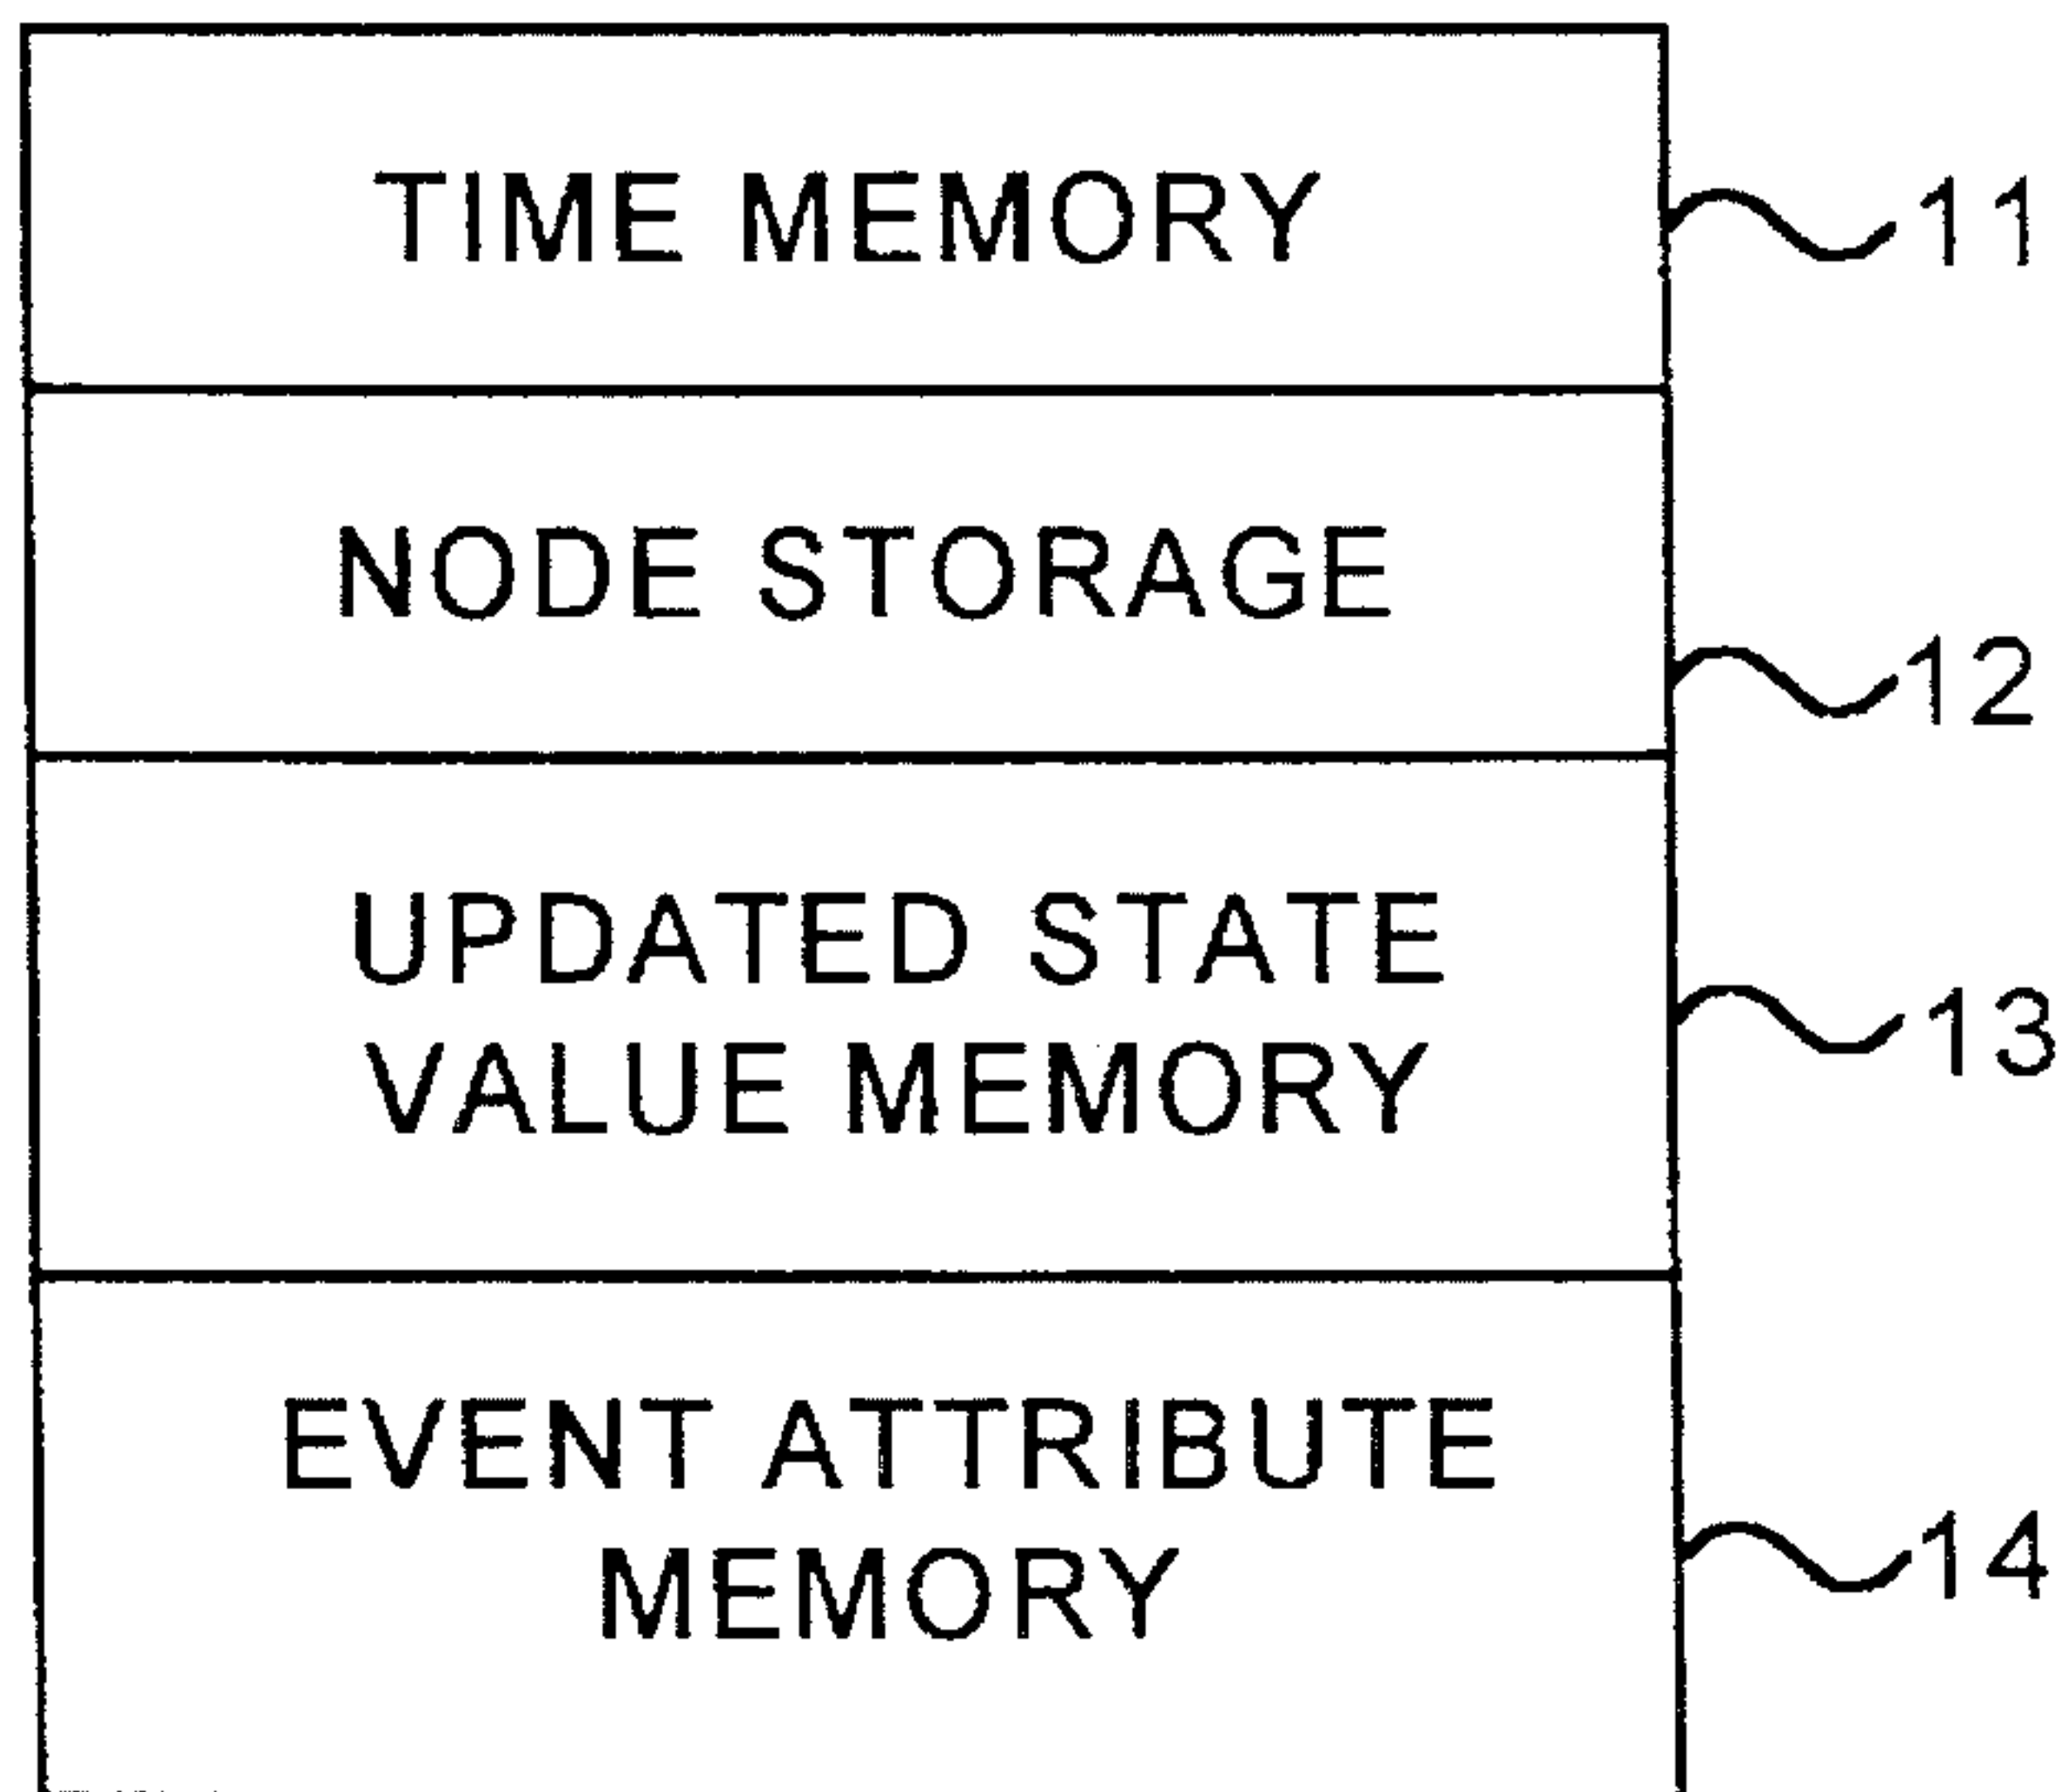 TIME MEMORY 11
NODE STORAGE
12
UPDATED STATE
VALUE MEMORY
13
EVENT ATTRIBUTE
MEMORY
14